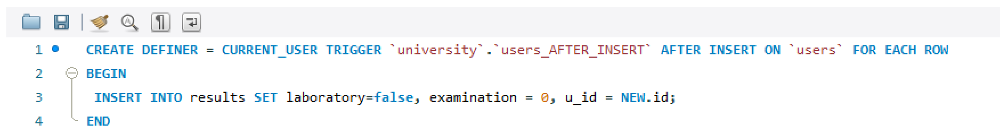 1 CREATE DEFINER = CURRENT_USER TRIGGER `university`.`users_AFTER_INSERT` AFTER INSERT ON `users` FOR EACH ROW
2 BEGIN
3 INSERT INTO results SET laboratory=false, examination = 0, u_id = NEW.id;
4 END